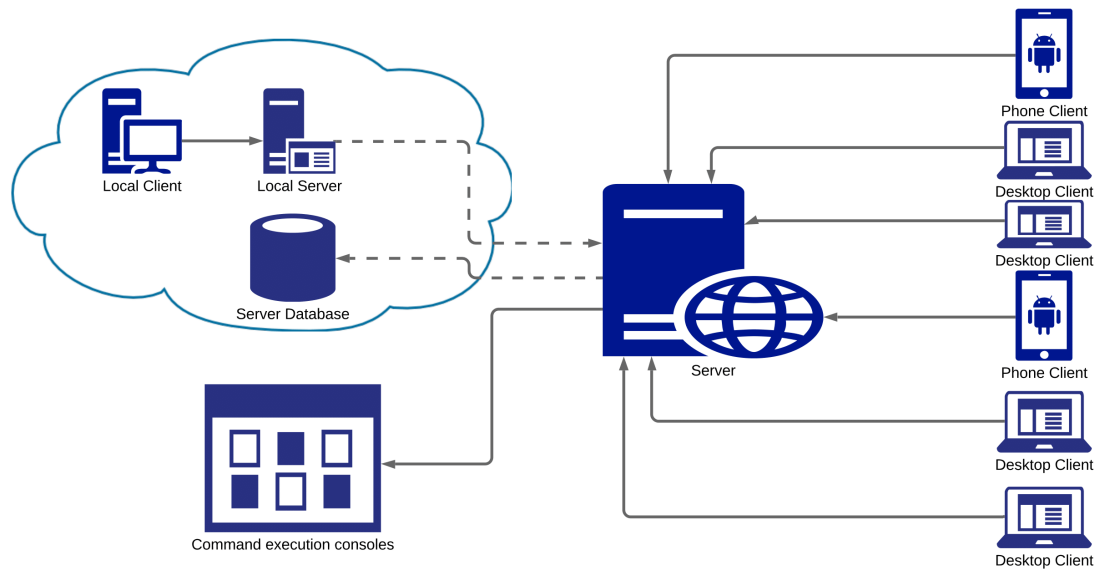 Phone Client
Desktop Client
Local Client
Local Server
Desktop Client
Server Database
Server
Phone Client
Desktop Client
Command execution consoles
Desktop Client